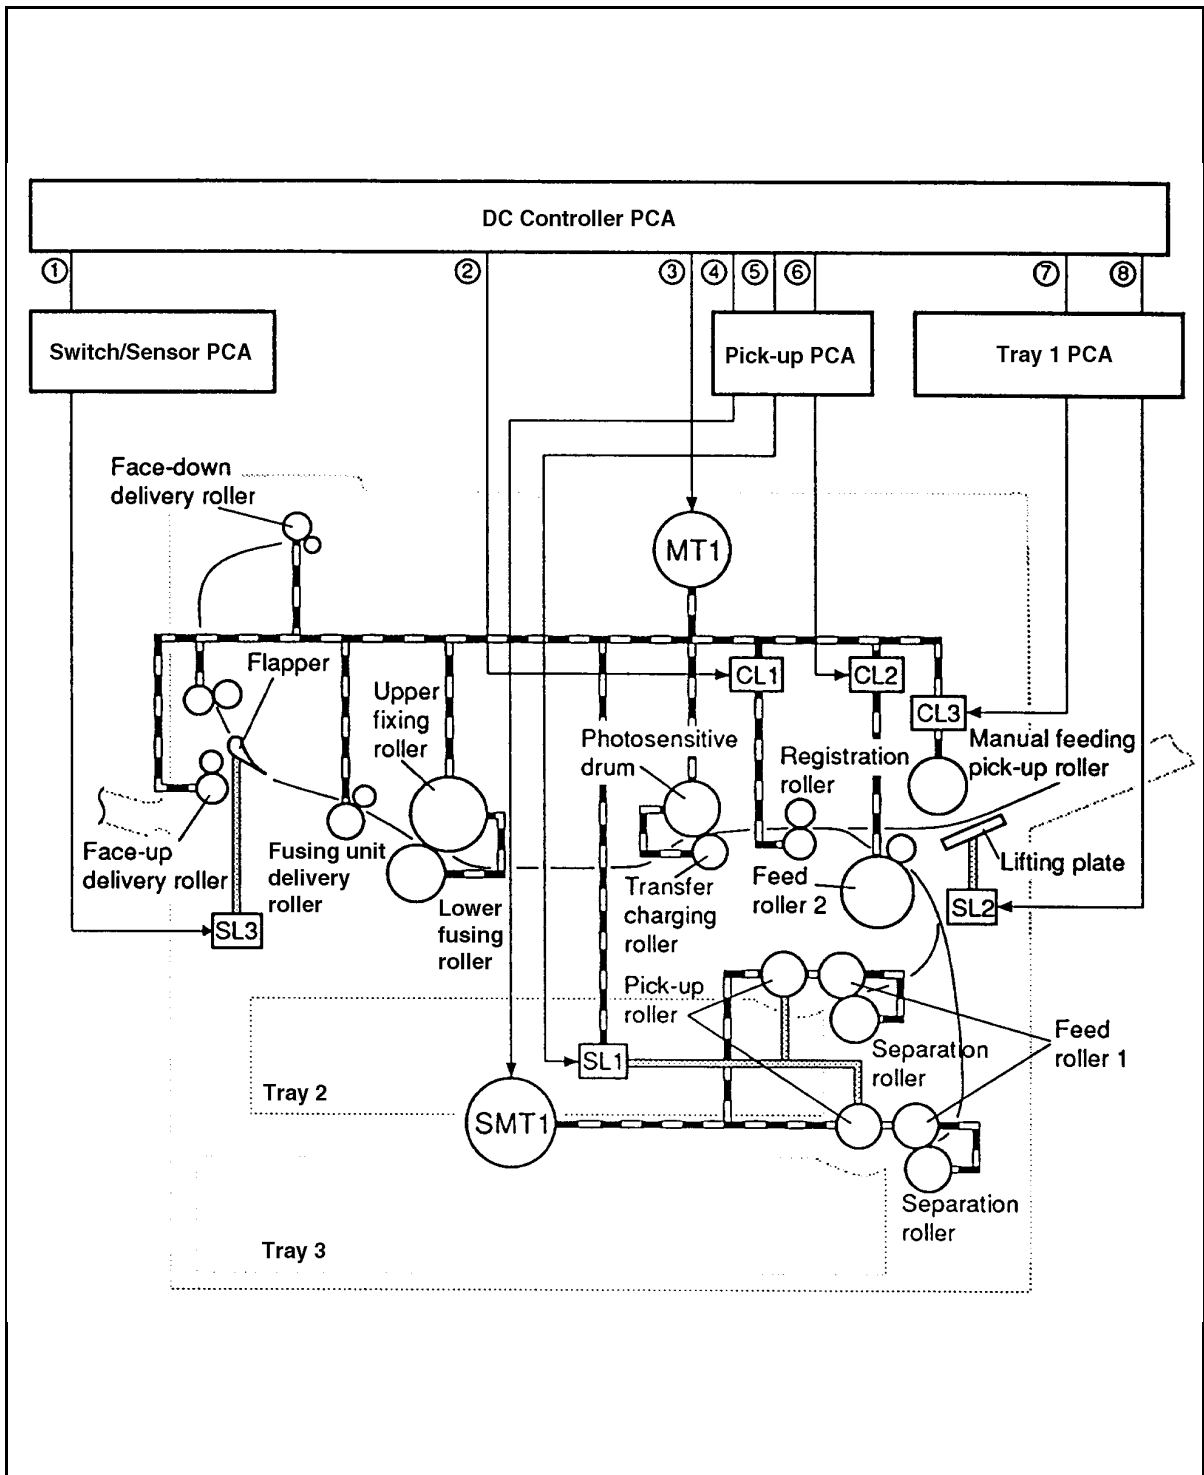 DC Controller PCA
①
②
③
④
⑤
⑥
⑦
⑧
Switch/Sensor PCA
Pick-up PCA
Tray 1 PCA
Face-down
delivery roller
MT1
Flapper
CL1
CL2
CL3
Upper
fixing
roller
Photosensitive
drum
Registration
roller
Manual feeding
pick-up roller
Face-up
delivery roller
Fusing unit
delivery
roller
Lower
fusing
roller
Transfer
charging
roller
Feed
roller 2
Lifting plate
SL3
SL2
Pick-up
roller
Separation
roller
Feed
roller 1
SL1
Tray 2
SMT1
Separation
roller
Tray 3